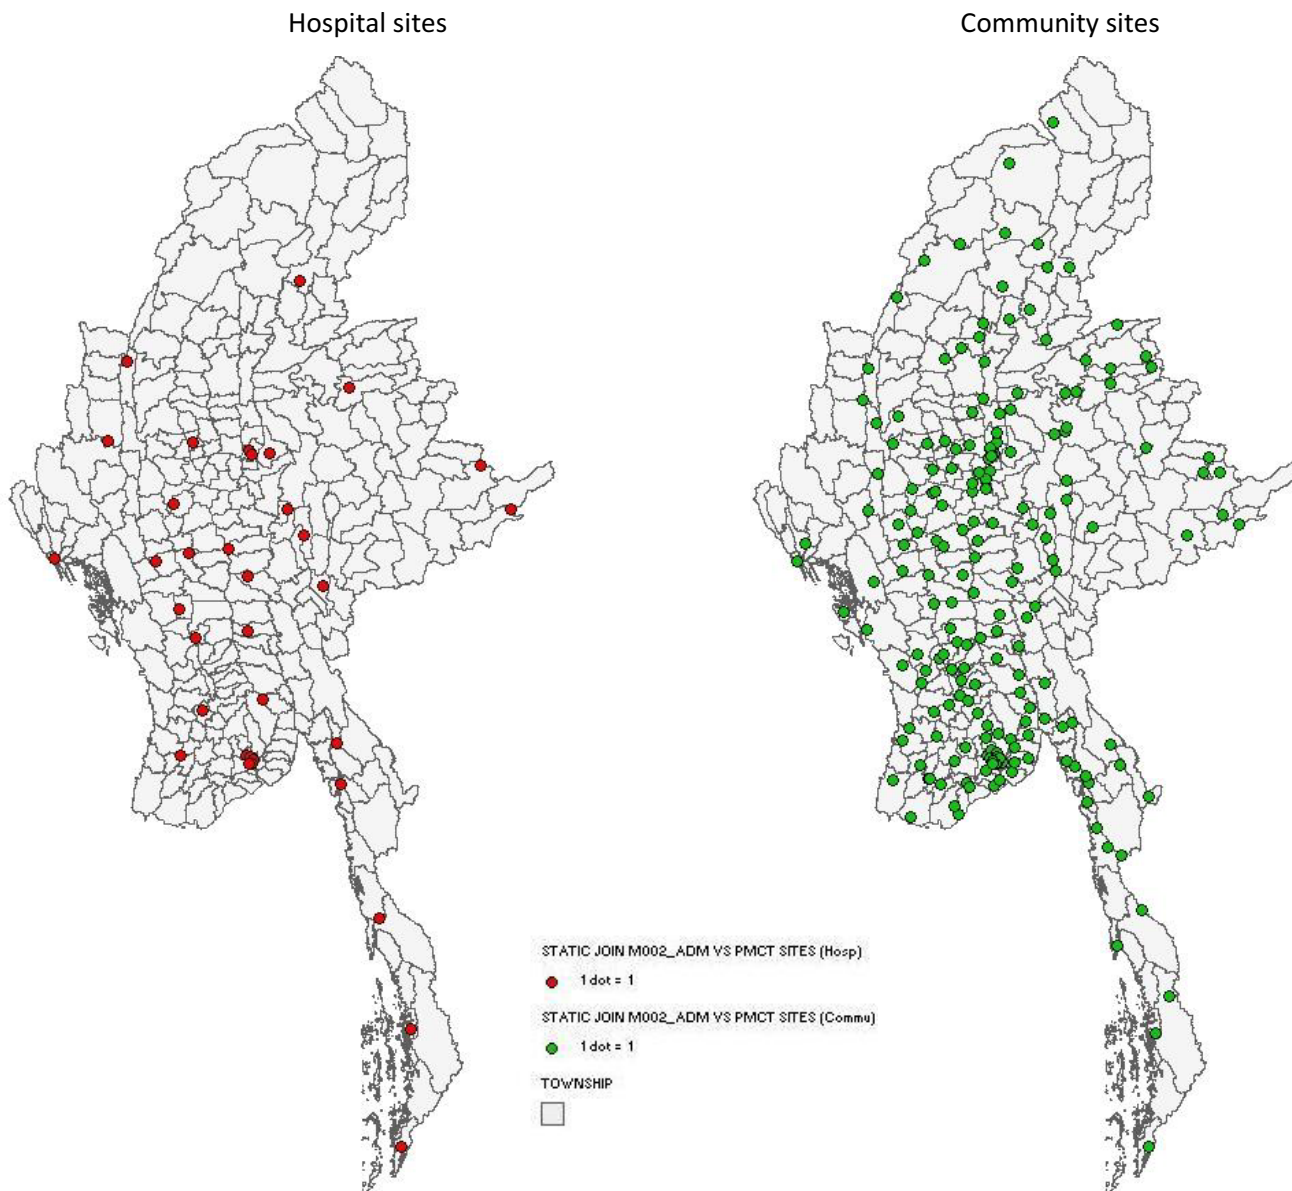 Hospital sites
Community sites
STATIC JOIN M002_ADM VS PMCT SITES (Hosp)
1 dot = 1
STATIC JOIN M002_ADM VS PMCT SITES (Commu)
1 dot = 1
TOWNSHIP